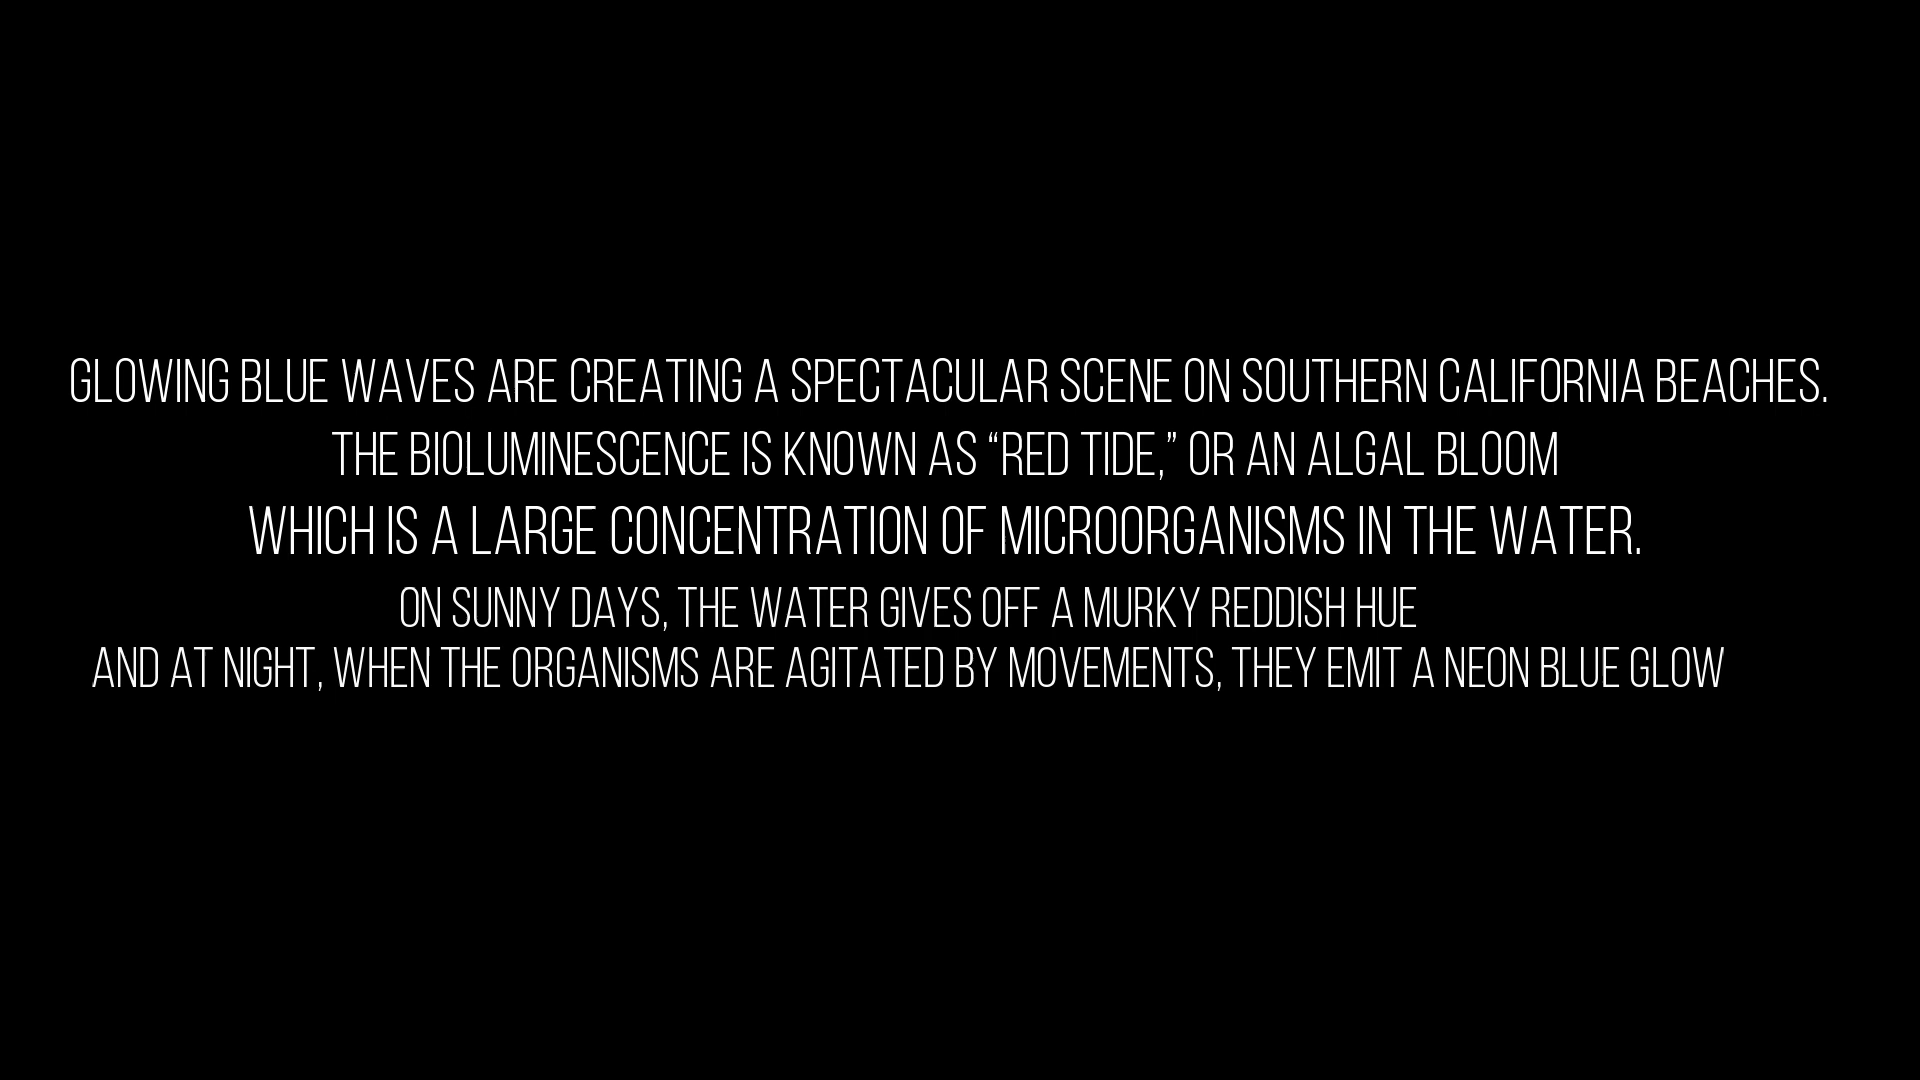 GLOWING BLUE WAVES ARE CREATING A SPECTACULAR SCENE ON SOUTHERN CALIFORNIA BEACHES.
THE BIOLUMINESCENCE IS KNOWN AS “RED TIDE,” OR AN ALGAL BLOOM
WHICH IS A LARGE CONCENTRATION OF MICROORGANISMS IN THE WATER.
ON SUNNY DAYS, THE WATER GIVES OFF A MURKY REDDISH HUE
AND AT NIGHT, WHEN THE ORGANISMS ARE AGITATED BY MOVEMENTS, THEY EMIT A NEON BLUE GLOW